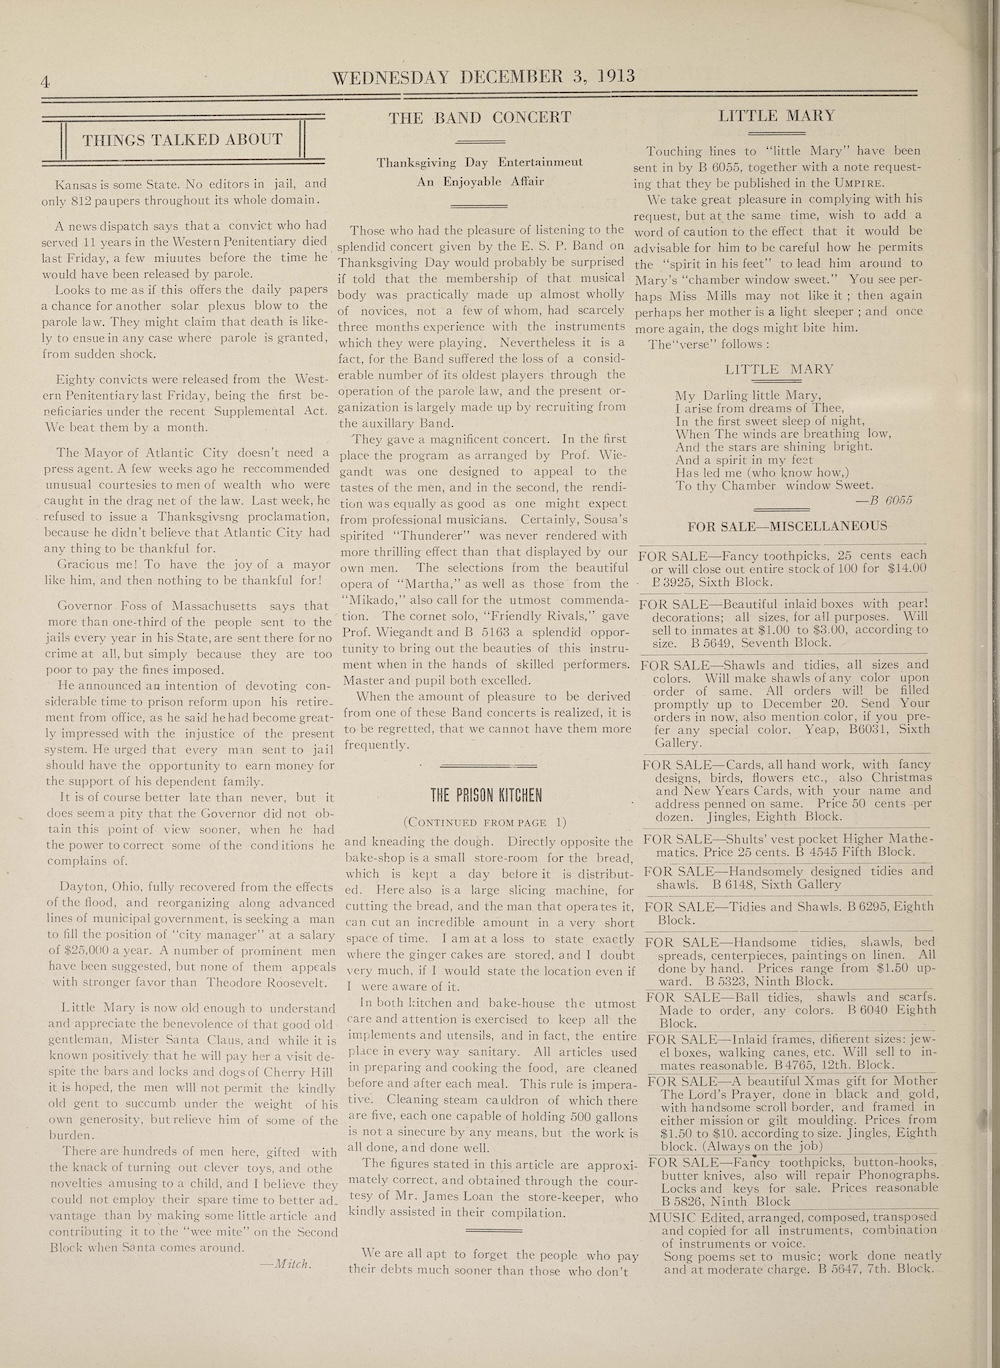 4
WEDNESDAY DECEMBER 3, 1913
THINGS TALKED ABOUT
Kansas is some State. No editors in jail, and
only 812 paupers throughout its whole domain.
A news dispatch says that a convict who had
served 11 years in the Western Penitentiary died
last Friday, a few miuutes before the time he
would have been released by parole.
Looks to me as if this offers the daily papers
a chance for another solar plexus blow to the
parole law. They might claim that death is like-
ly to ensue in any case where parole is granted,
from sudden shock.
Eighty convicts were released from the West-
ern Penitentiary last Friday, being the first be-
neficiaries under the recent Supplemental Act.
We beat them by a month.
The Mayor of Atlantic City doesn't need a
press agent. A few weeks ago he reccommended
unusual courtesies to men of wealth who were
caught in the drag net of the law. Last week, he
refused to issue a Thanksgivsng proclamation,
because he didn't believe that Atlantic City had
any thing to be thankful for.
Gracious me! To have the joy of a mayor
like him, and then nothing to be thankful for!
Governor Foss of Massachusetts says that
more than one-third of the people sent to the
jails every year in his State, are sent there for no
crime at all, but simply because they are too
poor to pay the fines imposed.
He announced an intention of devoting con-
siderable time to prison reform upon his retire-
ment from office, as he said he had become great-
ly impressed with the injustice of the present
system. He urged that every man sent to jail
should have the opportunity to earn money for
the support of his dependent family.
It is of course better late than never, but it
does seem a pity that the Governor did not ob-
tain this point of view sooner, when he had
the power to correct some of the conditions he
complains of.
Dayton, Ohio, fully recovered from the effects
of the flood, and reorganizing along advanced
lines of municipal government, is seeking a man
to fill the position of "city manager" at a salary
of $25,000 a year. A number of prominent men
have been suggested, but none of them appeals
with stronger favor than Theodore Roosevelt.
Little Mary is now old enough to understand
and appreciate the benevolence of that good old
gentleman, Mister Santa Claus, and while it is
known positively that he will pay her a visit de-
spite the bars and locks and dogs of Cherry Hill
it is hoped, the men wlll not permit the kindly
old gent to succumb under the weight of his
own generosity, but relieve him of some of the
burden.
There are hundreds of men here, gifted with
the knack of turning out clever toys, and othe
novelties amusing to a child, and I believe they
could not employ their spare time to better ad-
vantage than by making some little article and
contributing it to the "wee mite" on the Second
Block when Santa comes around.
—Mitch.
THE BAND CONCERT
Thanksgiving Day Entertainment
An Enjoyable Affair
Those who had the pleasure of listening to the
splendid concert given by the E. S. P. Band on
Thanksgiving Day would probably be surprised
if told that the membership of that musical
body was practically made up almost wholly
of novices, not a few of whom, had scarcely
three months experience with the instruments
which they were playing. Nevertheless it is a
fact, for the Band suffered the loss of a consid-
erable number of its oldest players through the
operation of the parole law, and the present or-
ganization is largely made up by recruiting from
the auxillary Band.
They gave a magnificent concert. In the first
place the program as arranged by Prof. Wie-
gandt was one designed to appeal to the
tastes of the men, and in the second, the rendi-
tion was equally as good as one might expect
from professional musicians. Certainly, Sousa's
spirited "Thunderer" was never rendered with
more thrilling effect than that displayed by our
own men. The selections from the beautiful
opera of "Martha," as well as those from the
"Mikado," also call for the utmost commenda-
tion. The cornet solo, "Friendly Rivals," gave
Prof. Wiegandt and B 5163 a splendid oppor-
tunity to bring out the beauties of this instru-
ment when in the hands of skilled performers.
Master and pupil both excelled.
When the amount of pleasure to be derived
from one of these Band concerts is realized, it is
to be regretted, that we cannot have them more
frequently.
THE PRISON KITCHEN
(CONTINUED FROM PAGE 1)
and kneading the dough. Directly opposite the
bake-shop is a small store-room for the bread,
which is kept a day before it is distribut-
ed. Here also is a large slicing machine, for
cutting the bread, and the man that operates it,
can cut an incredible amount in a very short
space of time. I am at a loss to state exactly
where the ginger cakes are stored, and I doubt
very much, if I would state the location even if
I were aware of it.
In both kitchen and bake-house the utmost
care and attention is exercised to keep all the
implements and utensils, and in fact, the entire
place in every way sanitary. All articles used
in preparing and cooking the food, are cleaned
before and after each meal. This rule is impera-
tive. Cleaning steam cauldron of which there
are five, each one capable of holding 500 gallons
is not a sinecure by any means, but the work is
all done, and done well.
The figures stated in this article are approxi-
mately correct, and obtained through the cour-
tesy of Mr. James Loan the store-keeper, who
kindly assisted in their compilation.
We are all apt to forget the people who pay
their debts much sooner than those who don't
LITTLE MARY
Touching lines to "little Mary" have been
sent in by B 6055, together with a note request-
ing that they be published in the UMPIRE.
We take great pleasure in complying with his
request, but at the same time, wish to add a
word of caution to the effect that it would be
advisable for him to be careful how he permits
the "spirit in his feet" to lead him around to
Mary's "chamber window sweet." You see per-
haps Miss Mills may not like it ; then again
perhaps her mother is a light sleeper ; and once
more again, the dogs might bite him.
The "verse" follows :
LITTLE MARY
My Darling little Mary,
I arise from dreams of Thee,
In the first sweet sleep of night,
When The winds are breathing low,
And the stars are shining bright.
And a spirit in my feet
Has led me (who know how,)
To thy Chamber window Sweet.
—B 6055
FOR SALE—MISCELLANEOUS
FOR SALE—Fancy toothpicks, 25 cents each
or will close out entire stock of 100 for $14.00
B 3925, Sixth Block.
FOR SALE—Beautiful inlaid boxes with pearl
decorations; all sizes, for all purposes. Will
sell to inmates at $1.00 to $3.00, according to
size. B 5649, Seventh Block.
FOR SALE—Shawls and tidies, all sizes and
colors. Will make shawls of any color upon
order of same. All orders will be filled
promptly up to December 20. Send Your
orders in now, also mention color, if you pre-
fer any special color. Yeap, B6031, Sixth
Gallery.
FOR SALE—Cards, all hand work, with fancy
designs, birds, flowers etc., also Christmas
and New Years Cards, with your name and
address penned on same. Price 50 cents per
dozen. Jingles, Eighth Block.
FOR SALE—Shults' vest pocket Higher Mathe-
matics. Price 25 cents. B 4545 Fifth Block.
FOR SALE—Handsomely designed tidies and
shawls. B 6148, Sixth Gallery
FOR SALE—Tidies and Shawls. B 6295, Eighth
Block.
FOR SALE—Handsome tidies, shawls, bed
spreads, centerpieces, paintings on linen. All
done by hand. Prices range from $1.50 up-
ward. B 5323, Ninth Block.
FOR SALE—Ball tidies, shawls and scarfs.
Made to order, any colors. B 6040 Eighth
Block.
FOR SALE—Inlaid frames, difierent sizes: jew-
el boxes, walking canes, etc. Will sell to in-
mates reasonable. B 4765, 12th. Block.
FOR SALE—A beautiful Xmas gift for Mother
The Lord's Prayer, done in black and gold,
with handsome scroll border, and framed in
either mission or gilt moulding. Prices from
$1.50 to $10. according to size. Jingles, Eighth
block. (Always on the job)
FOR SALE—Fancy toothpicks, button-hooks,
butter knives, also will repair Phonographs.
Locks and keys for sale. Prices reasonable
B 5826, Ninth Block
MUSIC Edited, arranged, composed, transposed
and copied for all instruments, combination
of instruments or voice.
Song poems set to music; work done neatly
and at moderate charge. B 5647, 7th. Block.